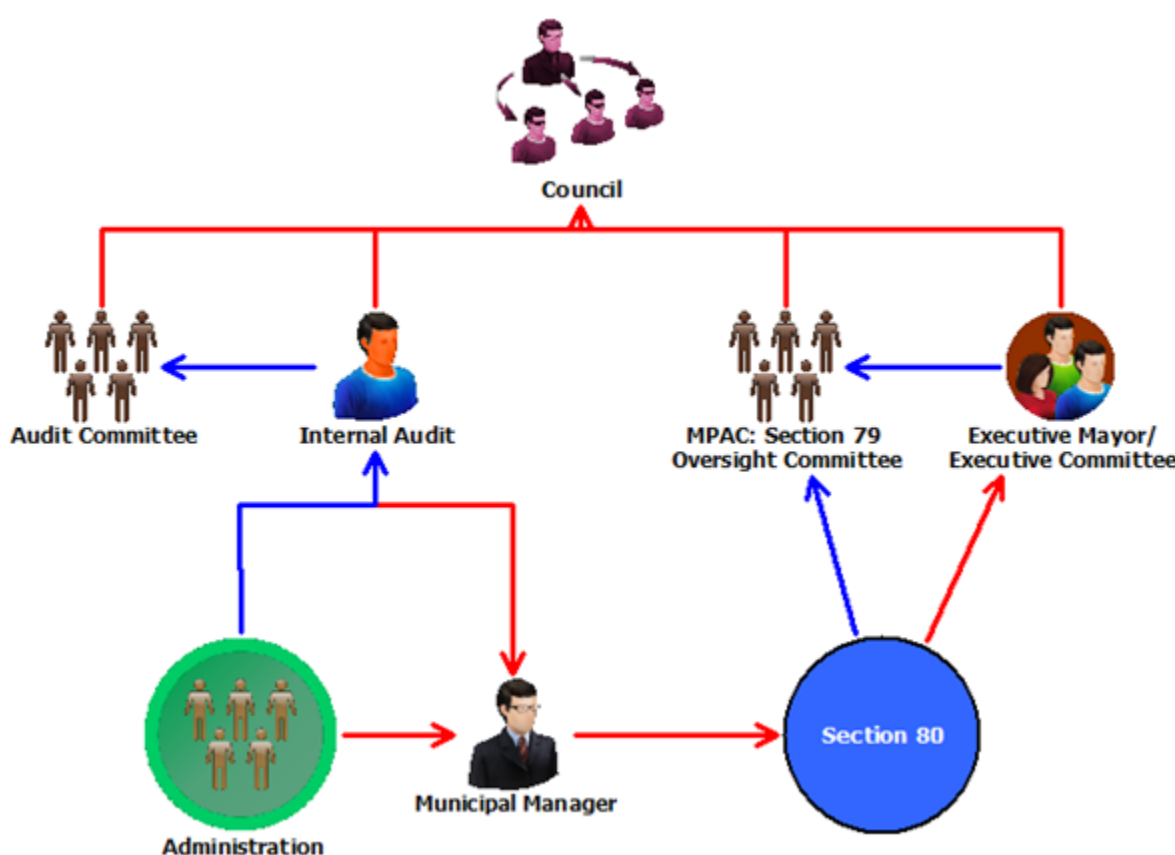 Council
Audit Committee
Internal Audit
MPAC: Section 79
Oversight Committee
Executive Mayor/
Executive Committee
Section 80
Municipal Manager
Administration